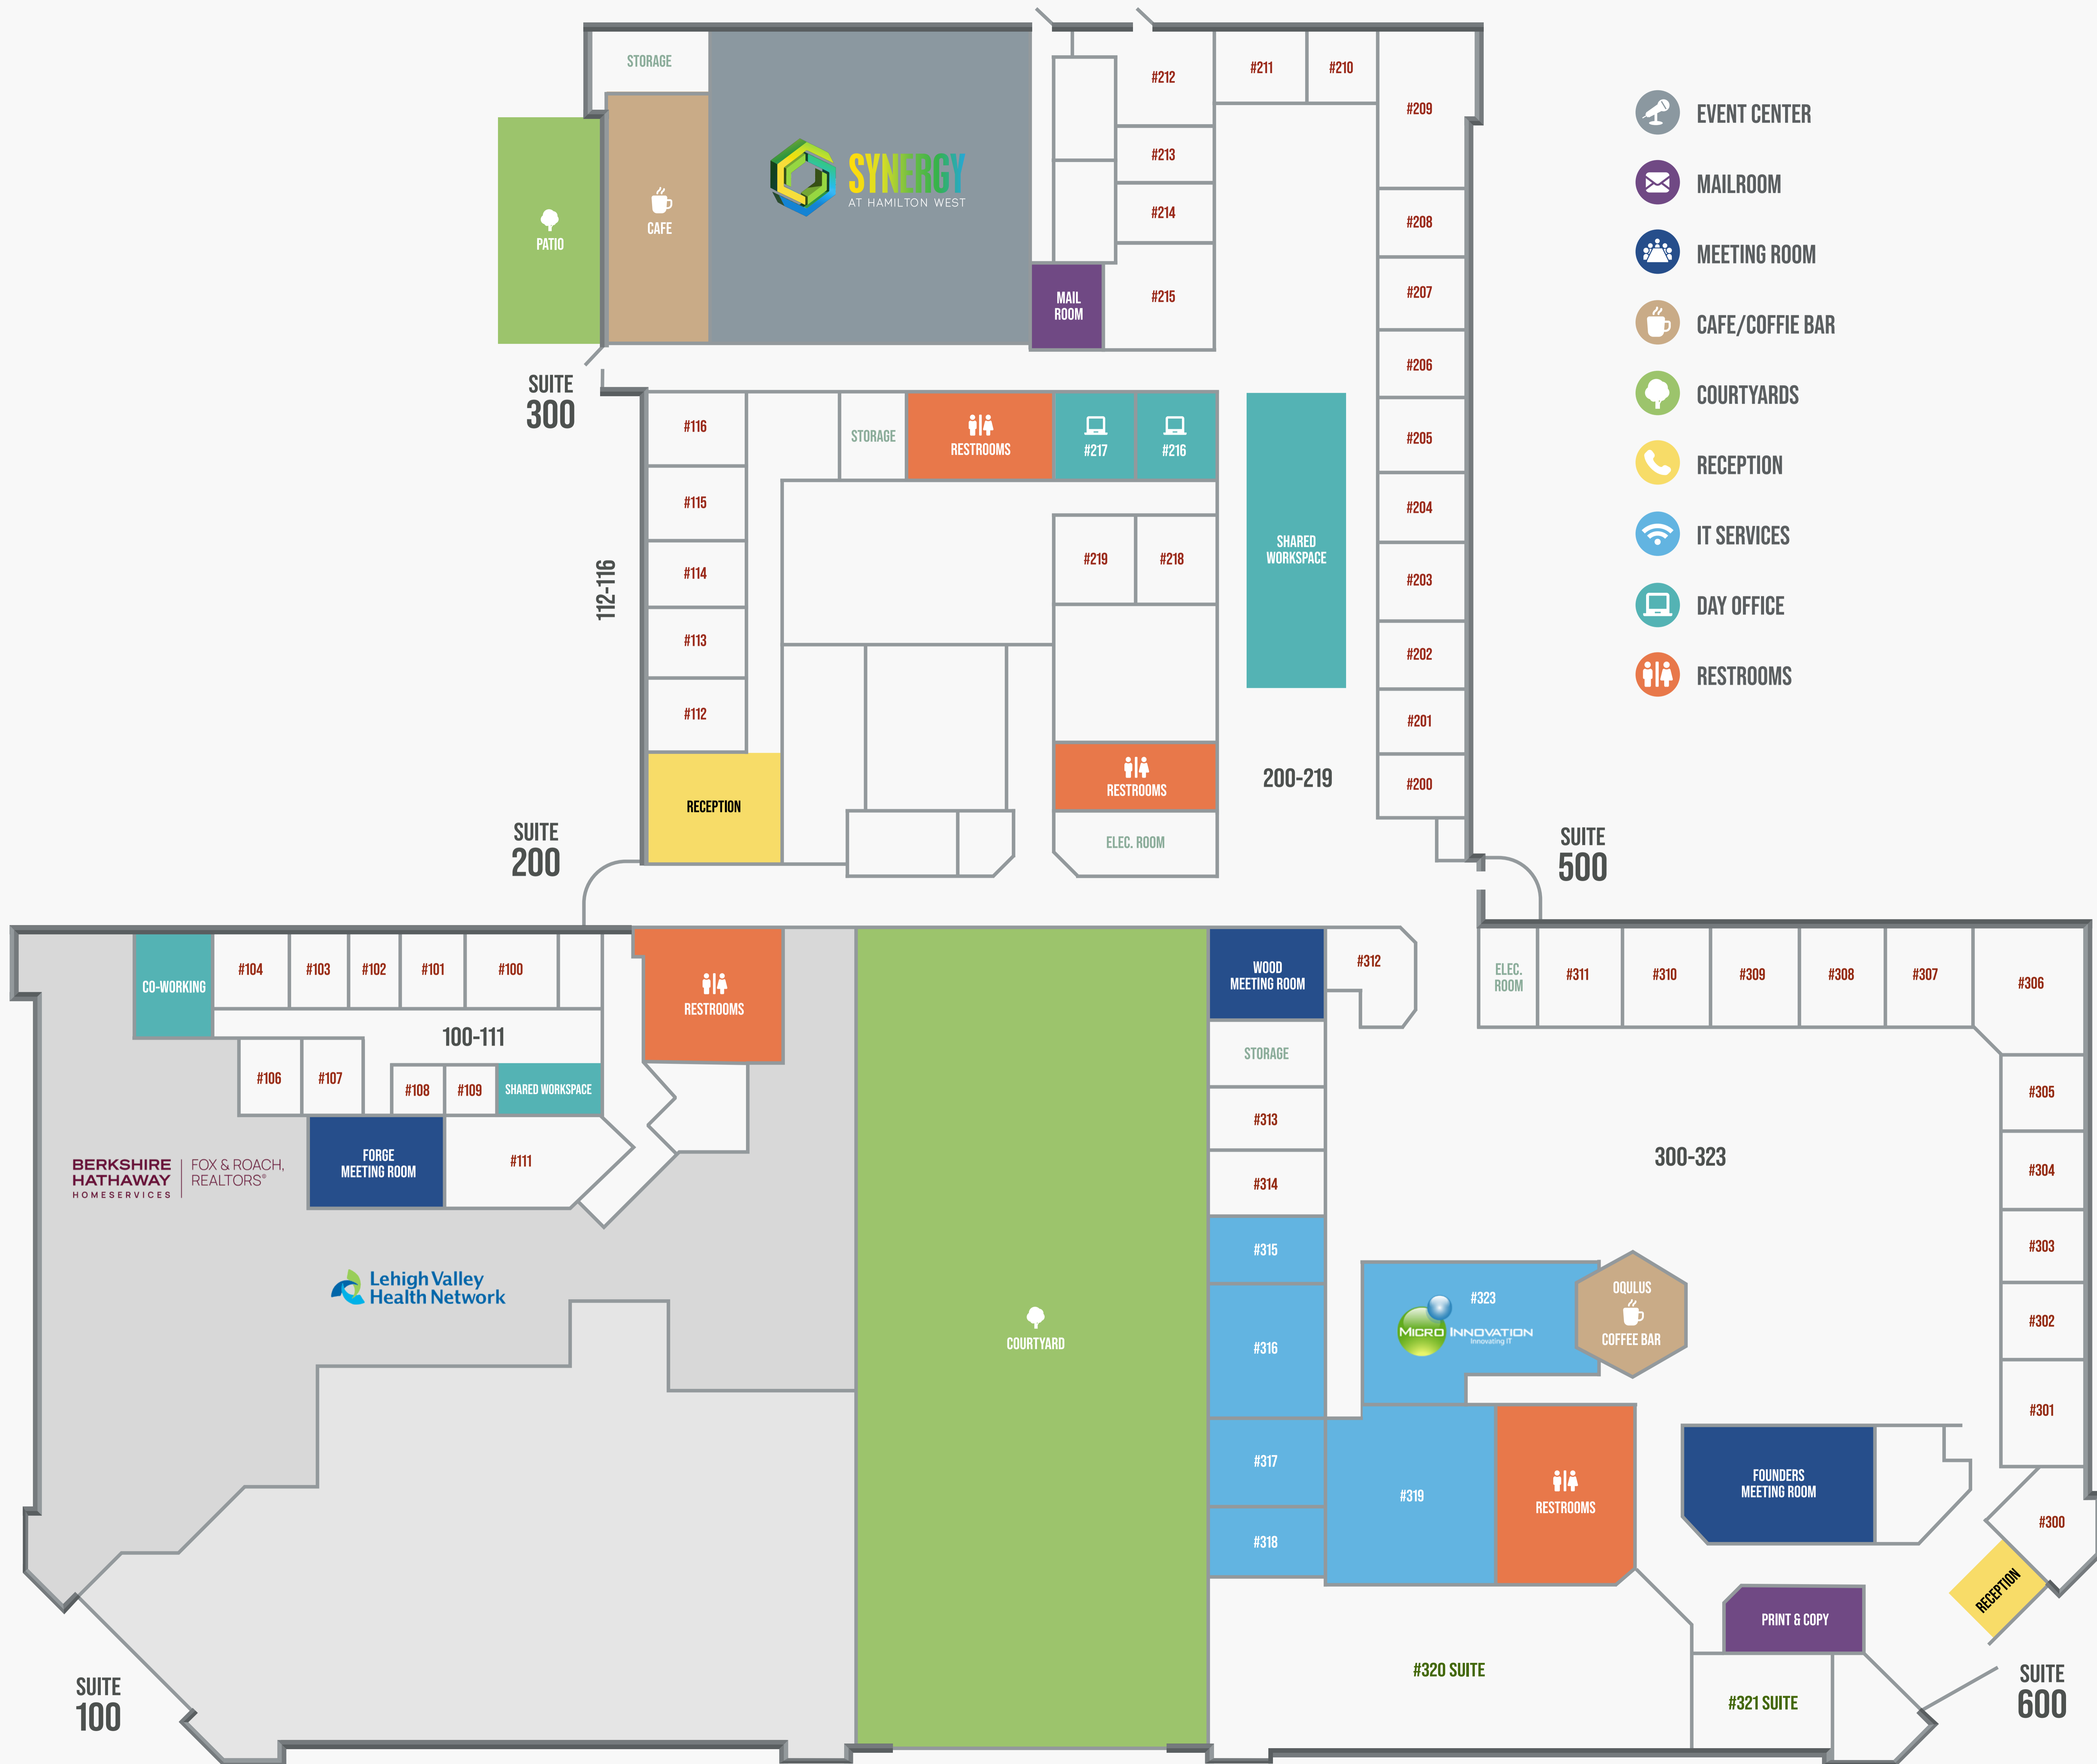 STORAGE
PATIO
CAFE
SYNERGY
AT HAMILTON WEST
MAIL
ROOM
#212
#211
#210
#209
#213
#214
#215
#208
#207
#206
#205
#204
#203
#202
#201
#200
EVENT CENTER
MAILROOM
MEETING ROOM
CAFE/COFFIE BAR
COURTYARDS
RECEPTION
IT SERVICES
DAY OFFICE
RESTROOMS
SUITE
300
#116
#115
#114
#113
#112
112-116
STORAGE
RESTROOMS
#217
#216
#219
#218
SHARED
WORKSPACE
RECEPTION
RESTROOMS
ELEC. ROOM
200-219
SUITE
200
SUITE
500
CO-WORKING
#104
#103
#102
#101
#100
100-111
#106
#107
#108
#109
SHARED WORKSPACE
FORGE
MEETING ROOM
#111
RESTROOMS
BERKSHIRE
HATHAWAY
HOMESERVICES
FOX & ROACH,
REALTORS®
Lehigh Valley
Health Network
COURTYARD
WOOD
MEETING ROOM
#312
STORAGE
#313
#314
#315
#316
#317
#318
ELEC.
ROOM
#311
#310
#309
#308
#307
#306
#305
#304
#303
#302
#301
#300
300-323
#323
MICRO INNOVATION
Innovating IT
OQULUS
COFFEE BAR
#319
RESTROOMS
FOUNDERS
MEETING ROOM
RECEPTION
PRINT & COPY
#320 SUITE
#321 SUITE
SUITE
100
SUITE
600